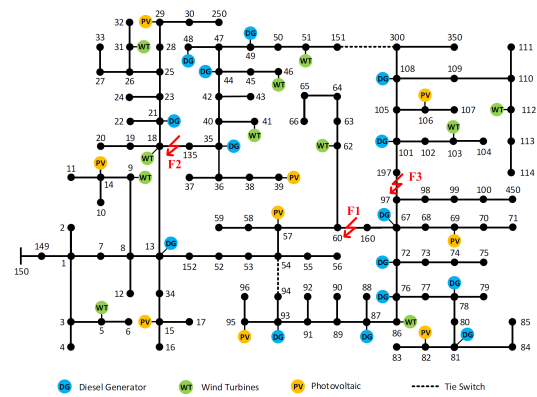 32 PV 29 30 250
33 31 WT 28 48 DG 47 DG 49 50 51 WT 151 300 350 111
27 26 25 DG 44 45 46 WT DG 108 109 110
24 23 42 43 65 64 105 PV 106 107 WT 112
22 21 DG 40 41 WT 66 63 WT
20 19 18 WT 135 35 DG WT 62 DG 101 102 103 104 113
F2
11 PV 14 9 WT 37 36 38 39 PV 197 F3 114
10 97 98 99 100 450
2 59 58 PV 57 F1 60 160 DG 67 68 69 PV 70 71
149 150 1 7 8 13 DG 152 52 53 54 55 56 DG 72 73 74 75
12 34 96 94 92 90 88 DG 76 77 DG 78 79
3 WT 5 6 PV 15 17 95 PV 93 DG 91 89 DG 87 WT 86 80 DG 85
4 16 83 PV 82 81 84
DG Diesel Generator WT Wind Turbines PV Photovoltaic Tie Switch